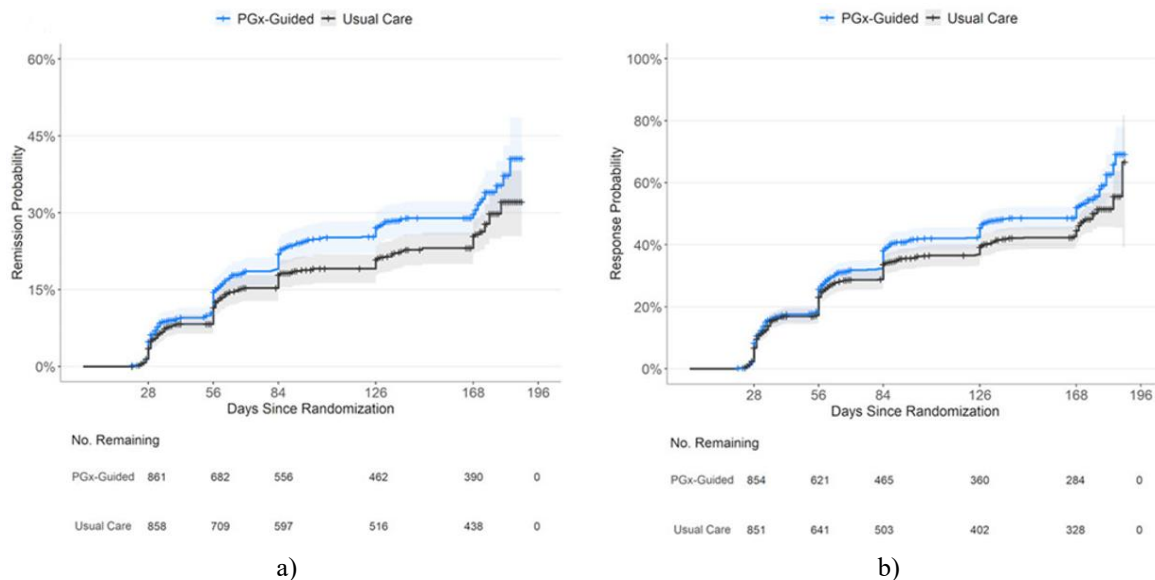 PGx-Guided Usual Care
60%
45%
30%
15%
0%
Remission Probability
28 56 84 126 168 196
Days Since Randomization
No. Remaining
PGx-Guided 861 682 556 462 390 0
Usual Care 858 709 597 516 438 0
a)
PGx-Guided Usual Care
100%
80%
60%
40%
20%
0%
Response Probability
28 56 84 126 168 196
Days Since Randomization
No. Remaining
PGx-Guided 854 621 465 360 284 0
Usual Care 851 641 503 402 328 0
b)